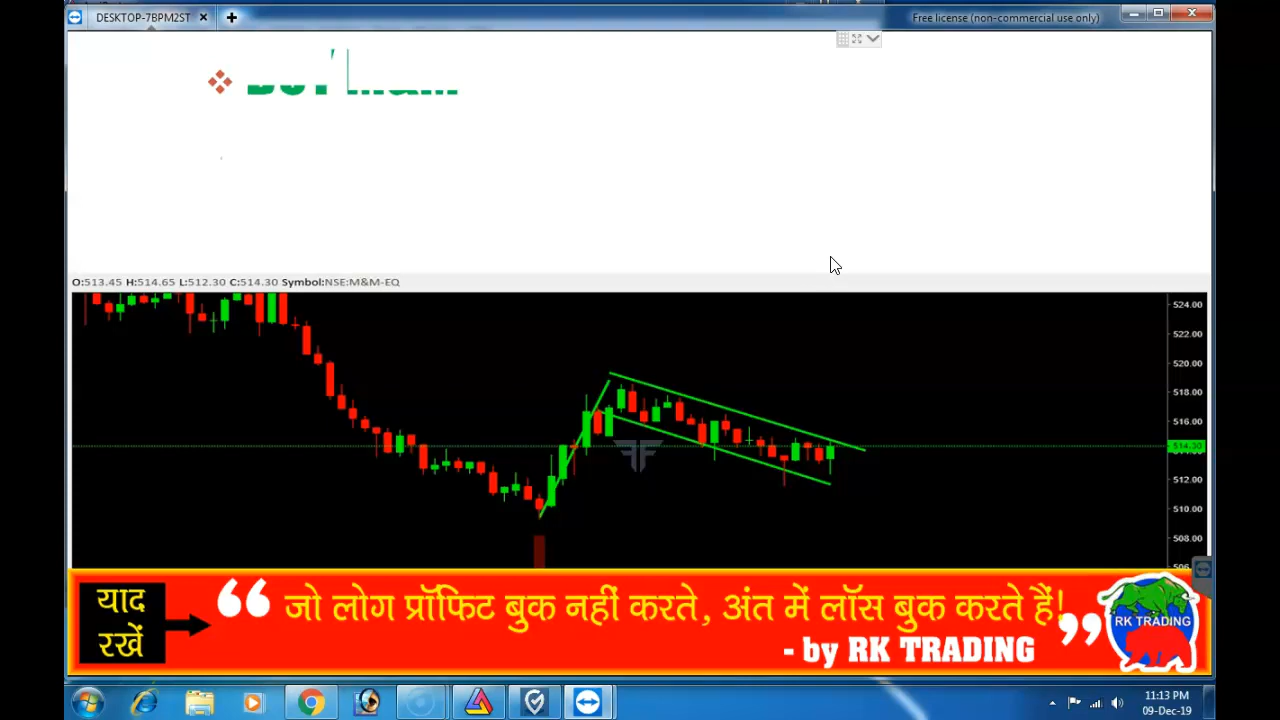 DESKTOP-7BPM2ST
Free license (non-commercial use only)
O:513.45 H:514.65 L:512.30 C:514.30 Symbol:NSE:M&M-EQ
524.00
522.00
520.00
518.00
516.00
514.30
512.00
510.00
508.00
याद
रखें
“जो लोग प्रॉफिट बुक नहीं करते, अंत में लॉस बुक करते हैं!”
- by RK TRADING
RK TRADING
11:13 PM
09-Dec-19